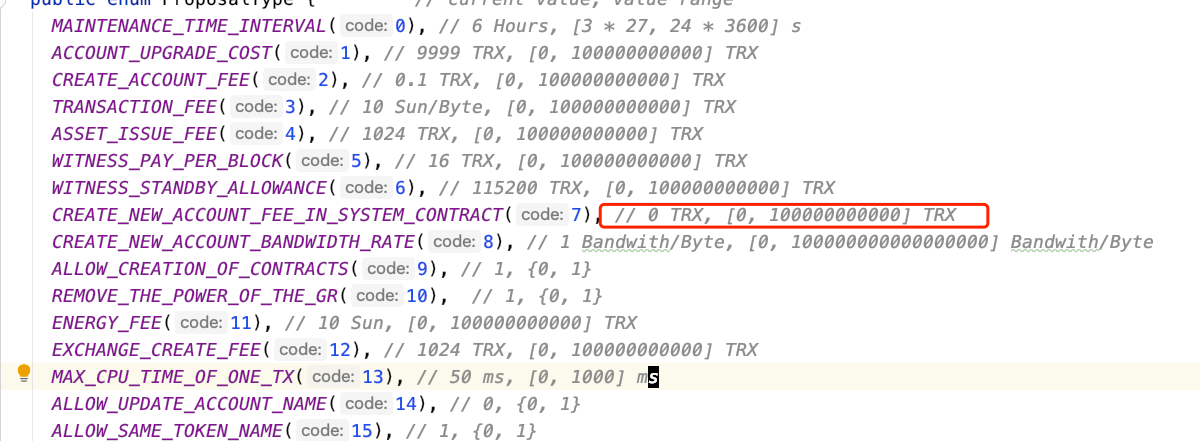 public enum ProposalType { // current value, value range
MAINTENANCE_TIME_INTERVAL( code: 0), // 6 Hours, [3 * 27, 24 * 3600] s
ACCOUNT_UPGRADE_COST( code: 1), // 9999 TRX, [0, 100000000000] TRX
CREATE_ACCOUNT_FEE( code: 2), // 0.1 TRX, [0, 100000000000] TRX
TRANSACTION_FEE( code: 3), // 10 Sun/Byte, [0, 100000000000] TRX
ASSET_ISSUE_FEE( code: 4), // 1024 TRX, [0, 100000000000] TRX
WITNESS_PAY_PER_BLOCK( code: 5), // 16 TRX, [0, 100000000000] TRX
WITNESS_STANDBY_ALLOWANCE( code: 6), // 115200 TRX, [0, 100000000000] TRX
CREATE_NEW_ACCOUNT_FEE_IN_SYSTEM_CONTRACT( code: 7), // 0 TRX, [0, 100000000000] TRX
CREATE_NEW_ACCOUNT_BANDWIDTH_RATE( code: 8), // 1 Bandwith/Byte, [0, 100000000000000000] Bandwith/Byte
ALLOW_CREATION_OF_CONTRACTS( code: 9), // 1, {0, 1}
REMOVE_THE_POWER_OF_THE_GR( code: 10), // 1, {0, 1}
ENERGY_FEE( code: 11), // 10 Sun, [0, 100000000000] TRX
EXCHANGE_CREATE_FEE( code: 12), // 1024 TRX, [0, 100000000000] TRX
MAX_CPU_TIME_OF_ONE_TX( code: 13), // 50 ms, [0, 1000] ms
ALLOW_UPDATE_ACCOUNT_NAME( code: 14), // 0, {0, 1}
ALLOW_SAME_TOKEN_NAME( code: 15), // 1, {0, 1}